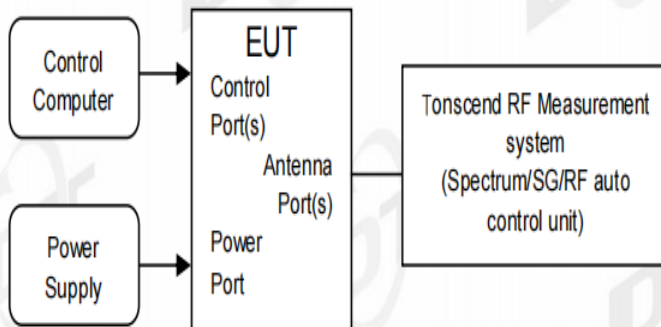 Control
Computer
EUT
Control
Port(s)
Antenna
Port(s)
Power
Port
Power
Supply
Tonscend RF Measurement
system
(Spectrum/SG/RF auto
control unit)